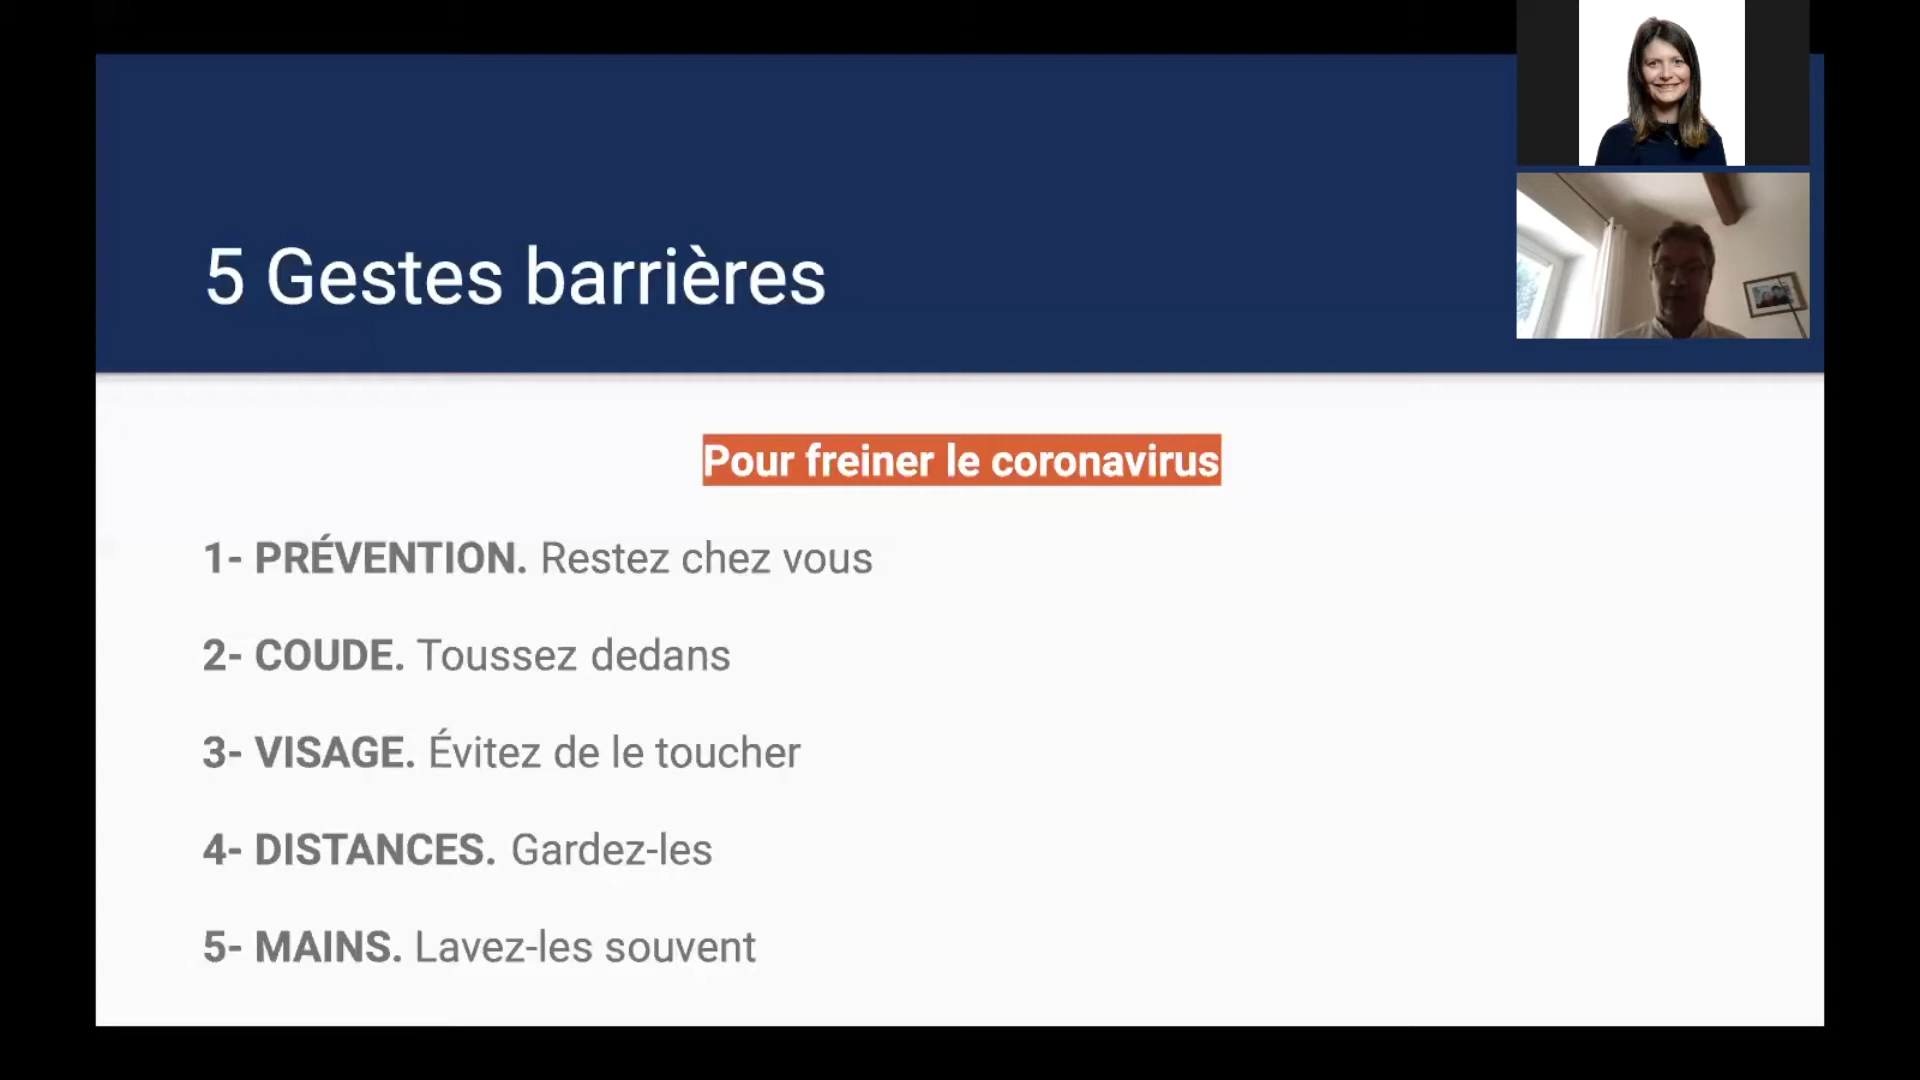 5 Gestes barrières
Pour freiner le coronavirus
1- PRÉVENTION. Restez chez vous
2- COUDE. Toussez dedans
3- VISAGE. Évitez de le toucher
4- DISTANCES. Gardez-les
5- MAINS. Lavez-les souvent